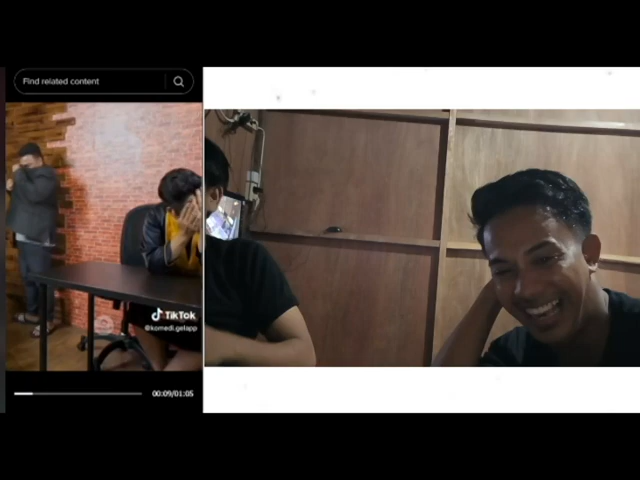 Find related content
TikTok
@komedi.gelapp
00:09/01:05